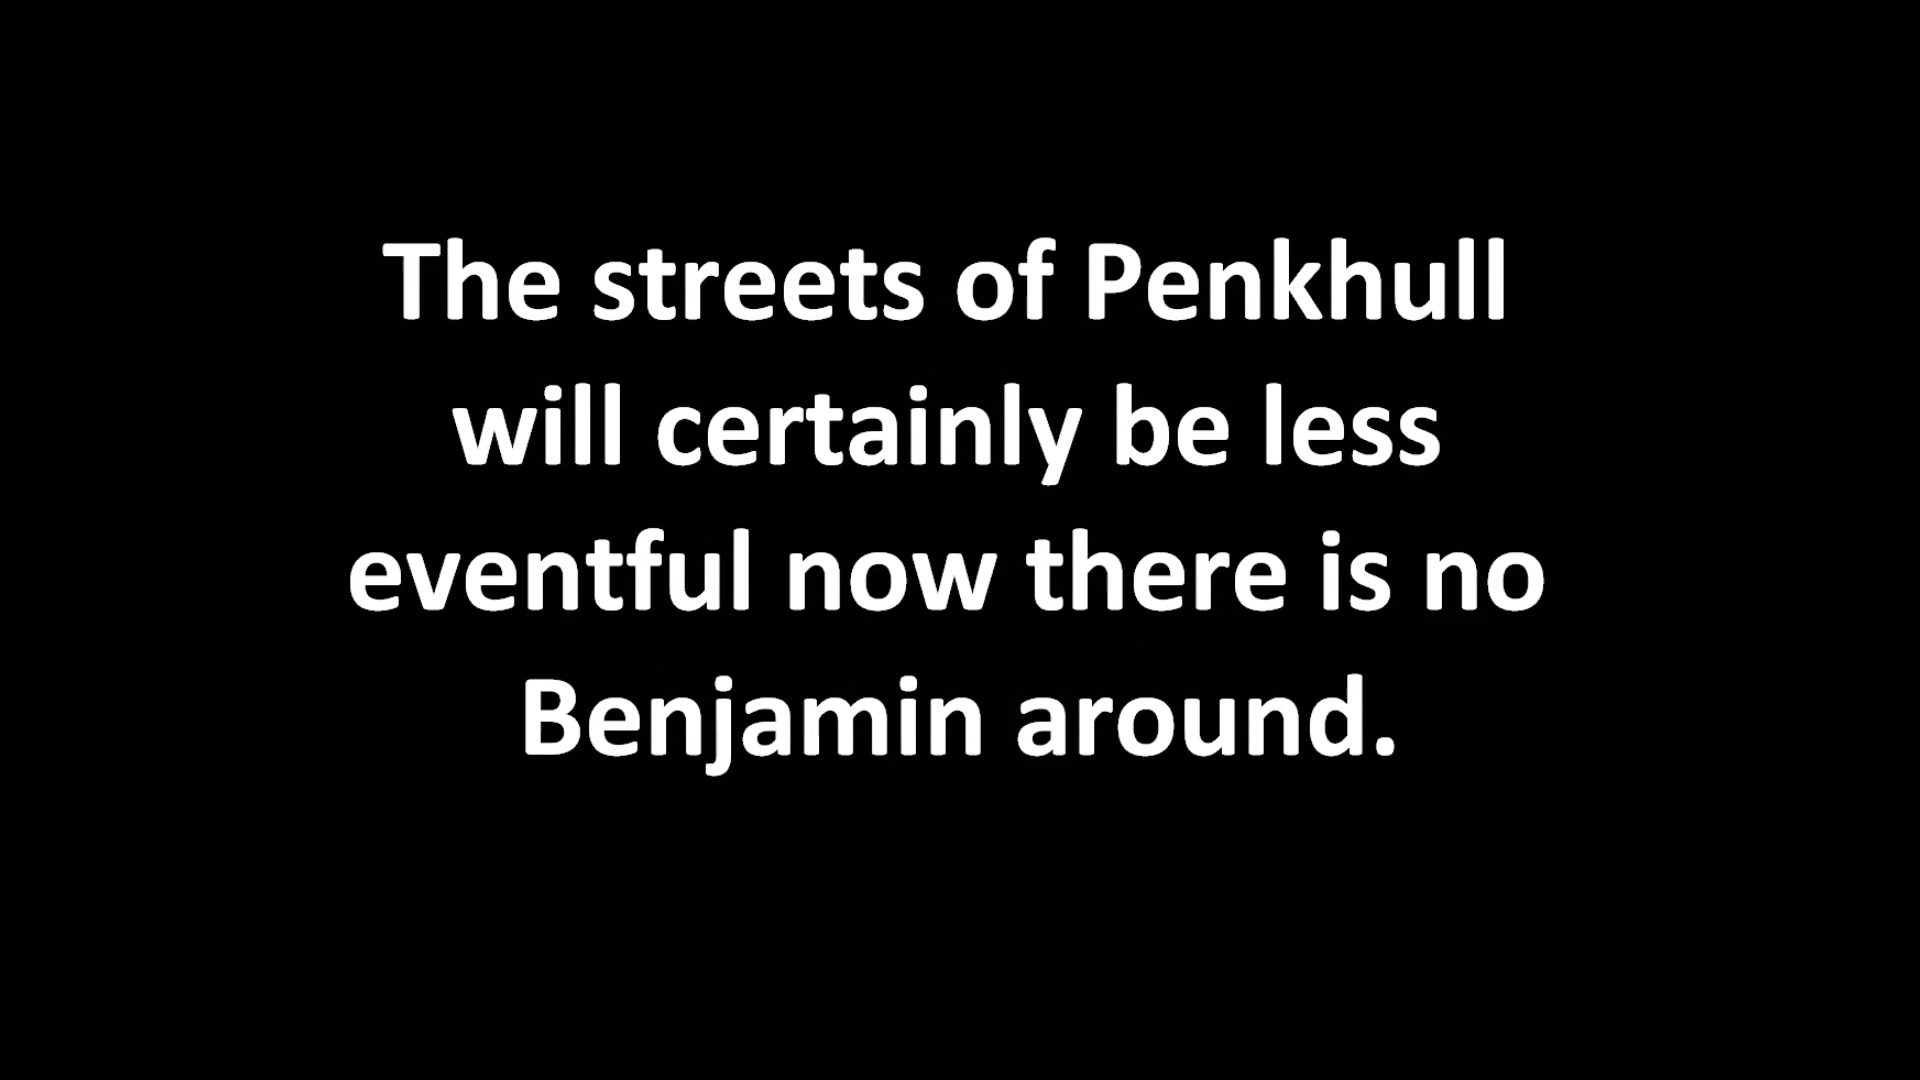 The streets of Penkhull
will certainly be less
eventful now there is no
Benjamin around.